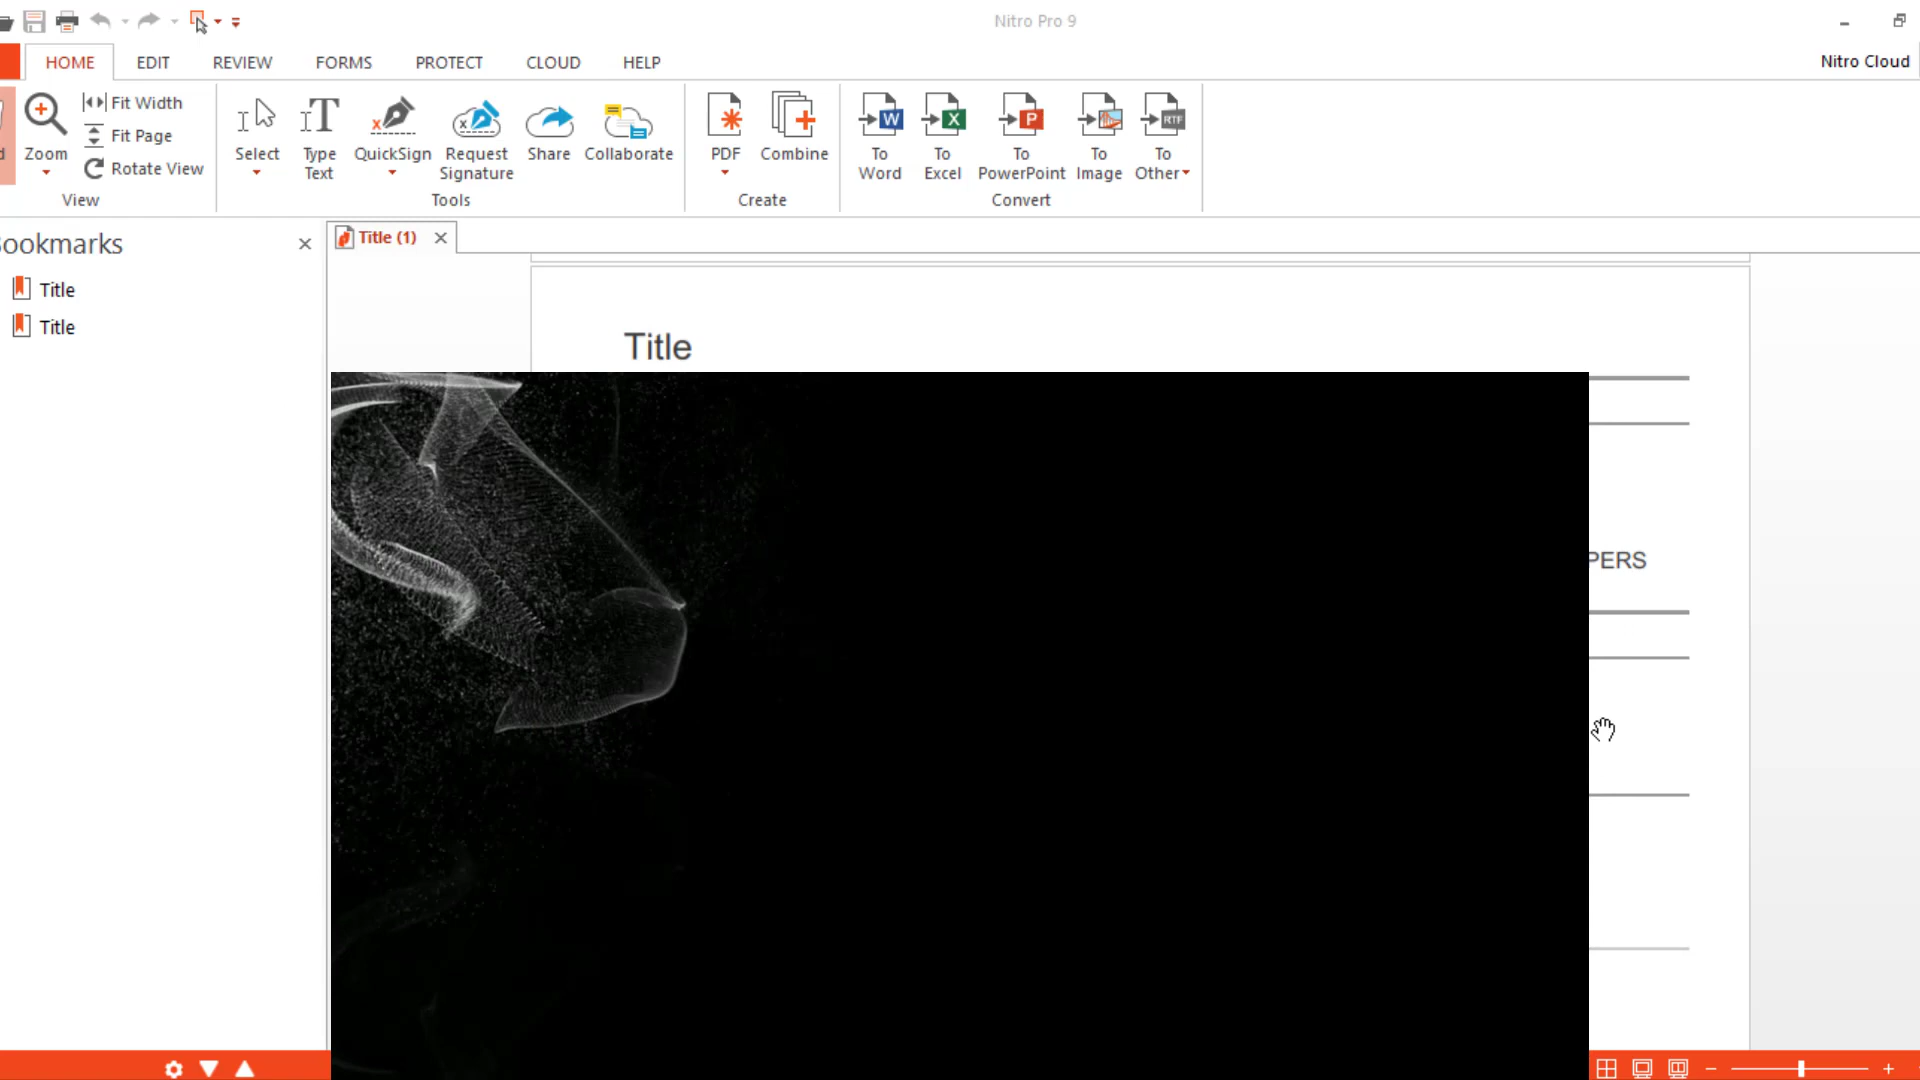 Nitro Pro 9
HOME EDIT REVIEW FORMS PROTECT CLOUD HELP Nitro Cloud
Zoom
Fit Width
Fit Page
Rotate View
View
Select
Type Text
QuickSign
Request Signature
Share
Collaborate
Tools
PDF
Combine
Create
To Word
To Excel
To PowerPoint
To Image
To Other
Convert
W X P RTF
ookmarks
Title (1)
Title
Title
Title
PERS